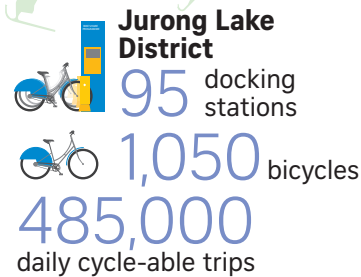 Jurong Lake
District
95 docking
stations
1,050 bicycles
485,000
daily cycle-able trips